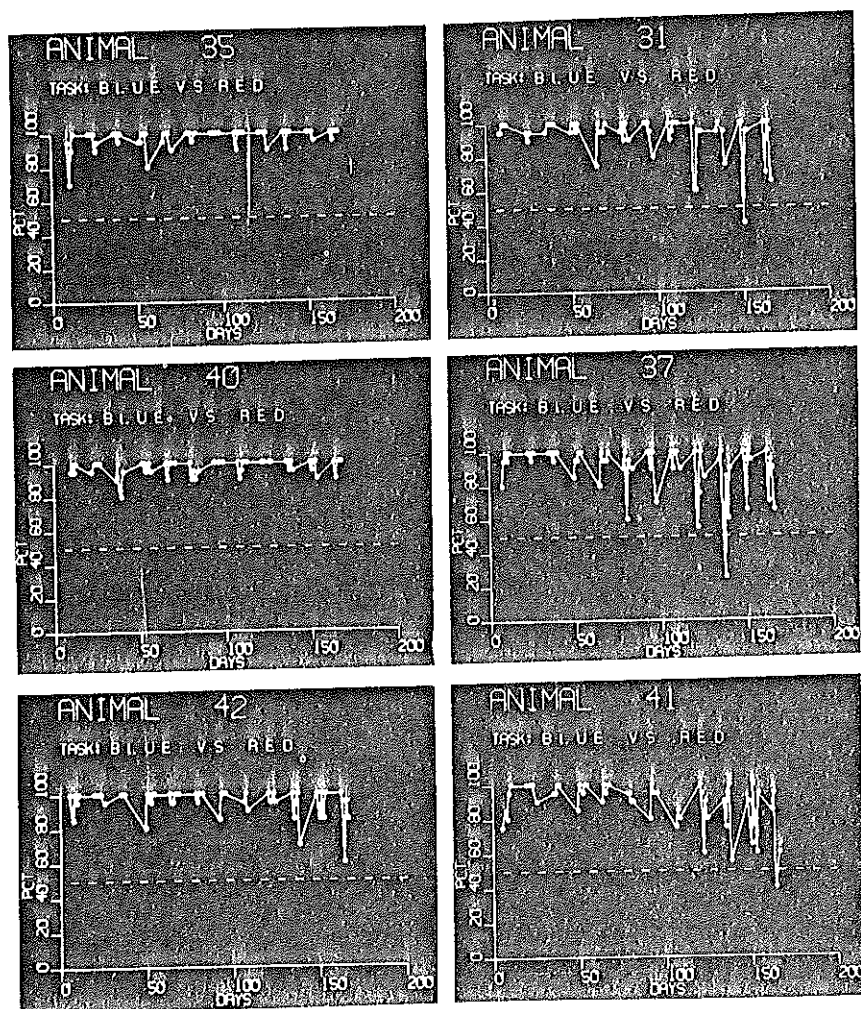 ANIMAL 35
TASK: BLUE VS RED
PCT
0 20 40 60 80 100
0 50 100 150 200
DAYS
ANIMAL 31
TASK: BLUE VS RED
PCT
0 20 40 60 80 100
0 50 100 150 200
DAYS
ANIMAL 40
TASK: BLUE VS RED
PCT
0 20 40 60 80 100
0 50 100 150 200
DAYS
ANIMAL 37
TASK: BLUE VS RED
PCT
0 20 40 60 80 100
0 50 100 150 200
DAYS
ANIMAL 42
TASK: BLUE VS RED
PCT
0 20 40 60 80 100
0 50 100 150 200
DAYS
ANIMAL 41
TASK: BLUE VS RED
PCT
0 20 40 60 80 100
0 50 100 150 200
DAYS